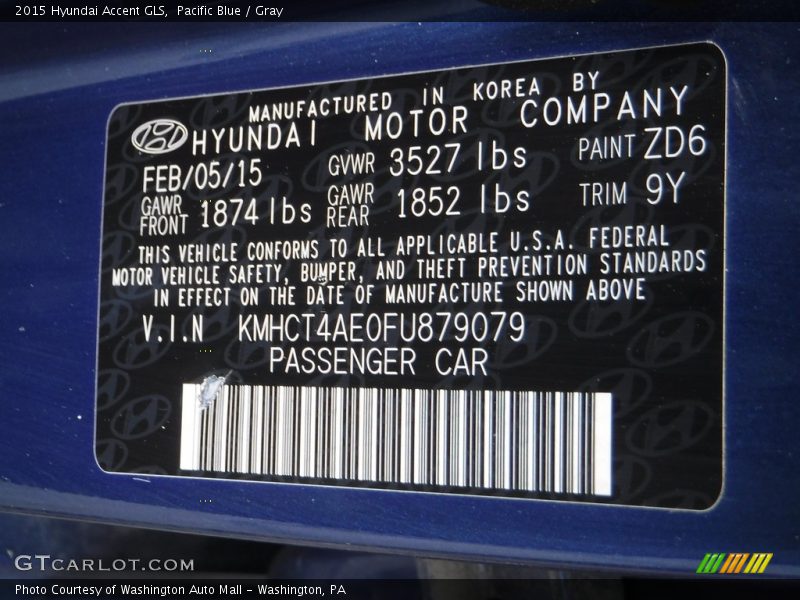 2015 Hyundai Accent GLS, Pacific Blue / Gray
MANUFACTURED IN KOREA BY
HYUNDAI MOTOR COMPANY
FEB/05/15 GVWR 3527 lbs PAINT ZD6
GAWR FRONT 1874 lbs GAWR REAR 1852 lbs TRIM 9Y
THIS VEHICLE CONFORMS TO ALL APPLICABLE U.S.A. FEDERAL
MOTOR VEHICLE SAFETY, BUMPER, AND THEFT PREVENTION STANDARDS
IN EFFECT ON THE DATE OF MANUFACTURE SHOWN ABOVE
V.I.N KMHCT4AE0FU879079
PASSENGER CAR
GTCARLOT.COM
Photo Courtesy of Washington Auto Mall - Washington, PA